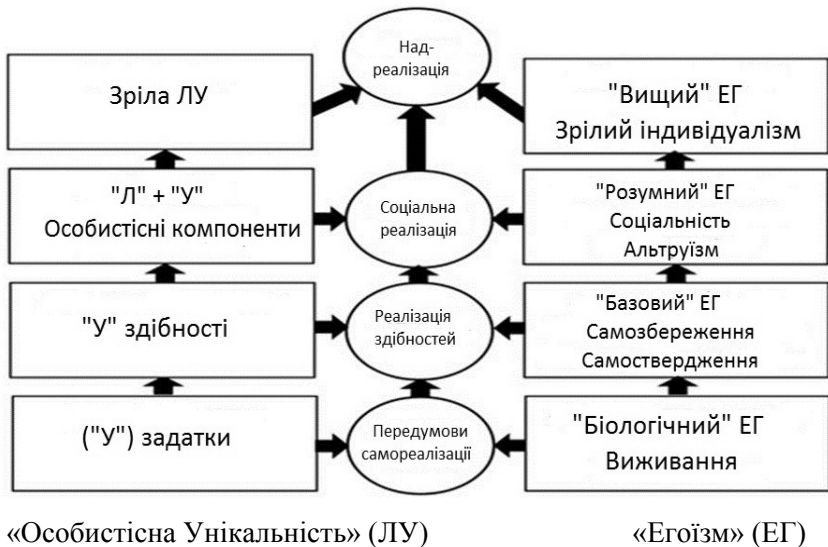 Над-
реалізація
Зріла ЛУ
"Вищий" ЕГ
Зрілий індивідуалізм
"Л" + "У"
Особистісні компоненти
Соціальна
реалізація
"Розумний" ЕГ
Соціальність
Альтруїзм
"У" здібності
Реалізація
здібностей
"Базовий" ЕГ
Самозбереження
Самоствердження
("У") задатки
Передумови
самореалізації
"Біологічний" ЕГ
Виживання
«Особистісна Унікальність» (ЛУ)
«Егоїзм» (ЕГ)